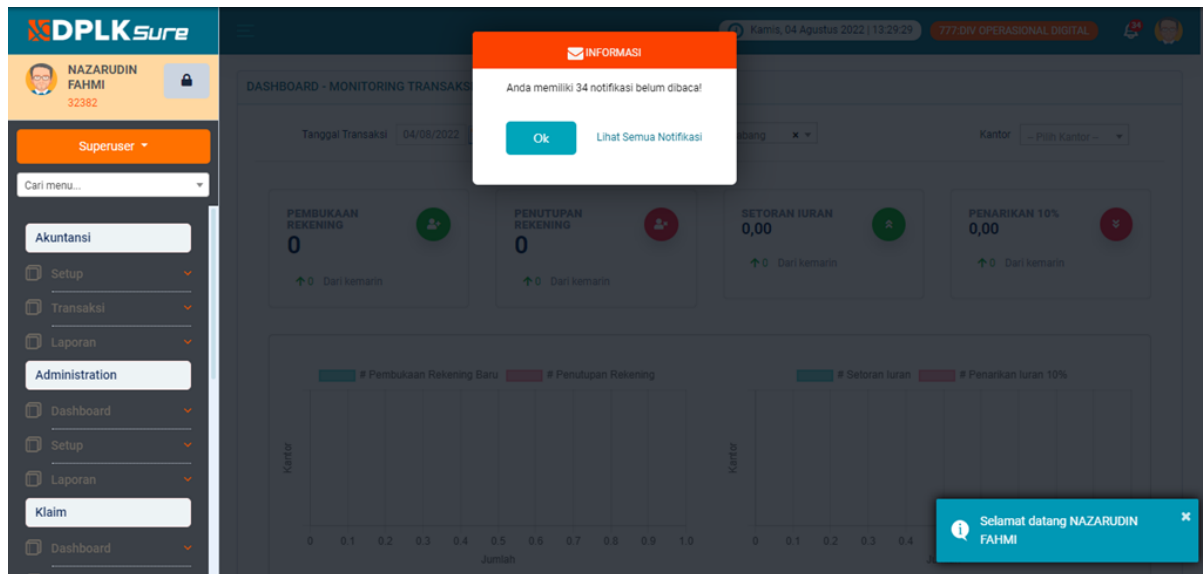 DPLKSure
NAZARUDIN
FAHMI
32382
Superuser
Cari menu...
Akuntansi
Setup
Transaksi
Laporan
Administration
Dashboard
Setup
Laporan
Klaim
Dashboard
Kamis, 04 Agustus 2022 | 13:29:29
777:DIV OPERASIONAL DIGITAL
34
INFORMASI
Anda memiliki 34 notifikasi belum dibaca!
Ok
Lihat Semua Notifikasi
DASHBOARD - MONITORING TRANSAKS
Tanggal Transaksi
04/08/2022
abang
Kantor
-- Pilih Kantor --
PEMBUKAAN
REKENING
0
0 Dari kemarin
PENUTUPAN
REKENING
0
0 Dari kemarin
SETORAN IURAN
0,00
0 Dari kemarin
PENARIKAN 10%
0,00
0 Dari kemarin
# Pembukaan Rekening Baru
# Penutupan Rekening
Kantor
0 0.1 0.2 0.3 0.4 0.5 0.6 0.7 0.8 0.9 1.0
Jumlah
# Setoran Iuran
# Penarikan Iuran 10%
Kantor
0 0.1 0.2 0.3 0.4
Selamat datang NAZARUDIN
FAHMI